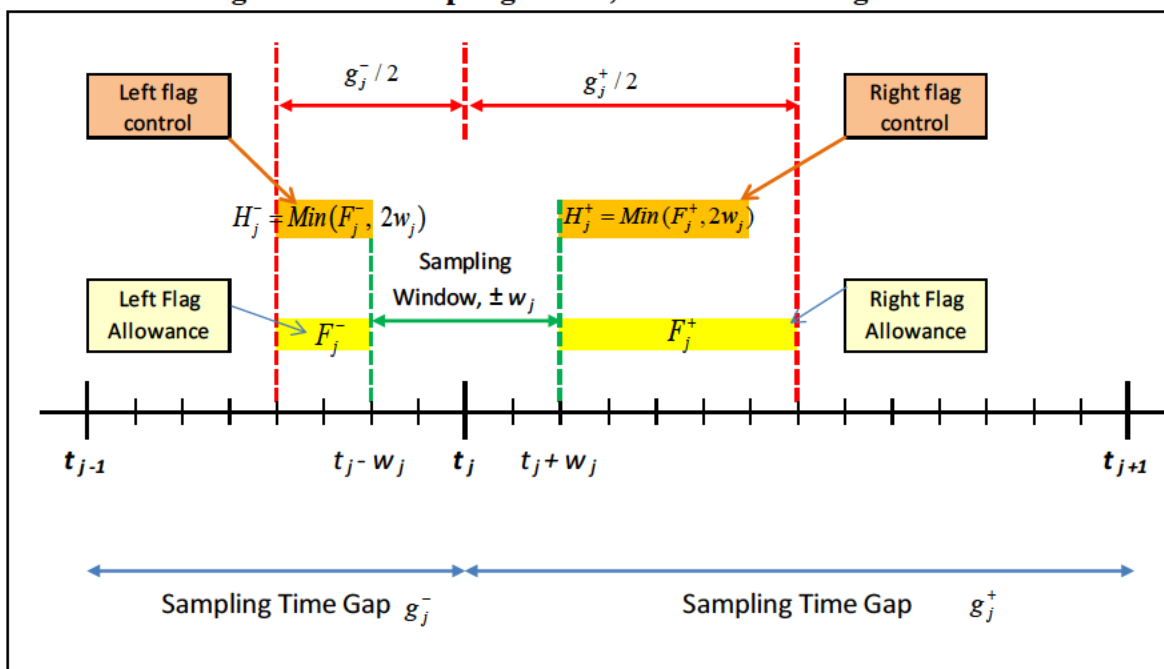 g_j^- / 2
g_j^+ / 2
Left flag
control
Right flag
control
H_j^- = Min(F_j^-, 2w_j)
H_j^+ = Min(F_j^+, 2w_j)
Sampling
Window, ± w_j
Left Flag
Allowance
F_j^-
F_j^+
Right Flag
Allowance
t_{j-1}
t_j - w_j
t_j
t_j + w_j
t_{j+1}
Sampling Time Gap g_j^-
Sampling Time Gap g_j^+